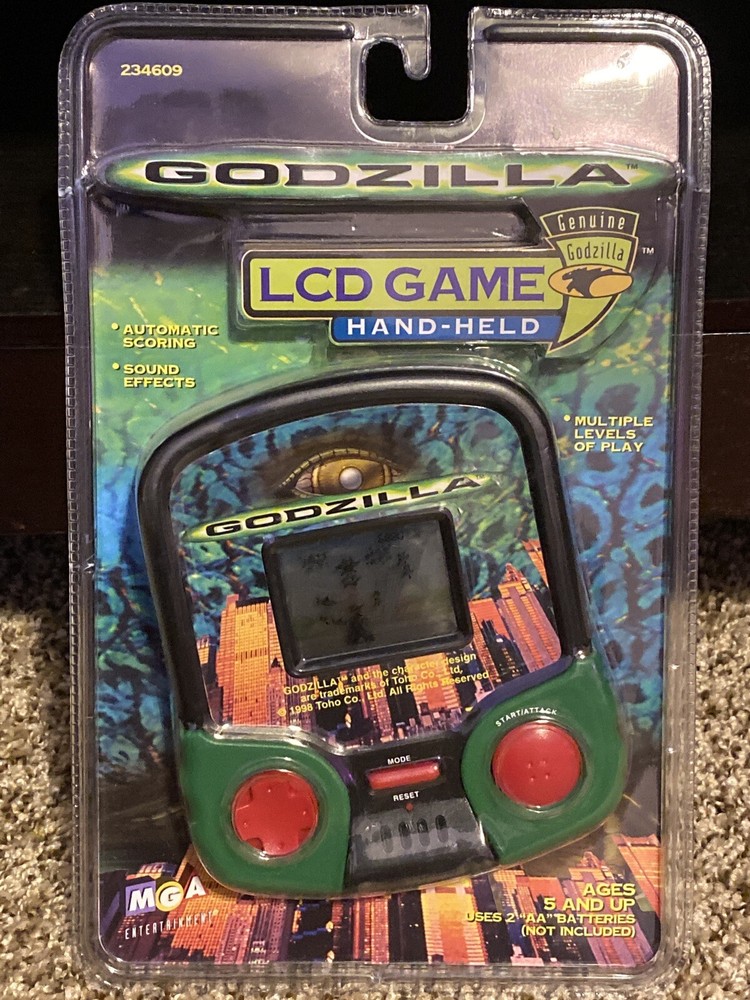 234609
GODZILLA™
Genuine
Godzilla ™
LCD GAME
HAND-HELD
• AUTOMATIC
SCORING
• SOUND
EFFECTS
• MULTIPLE
LEVELS
OF PLAY
GODZILLA
GODZILLA™ and the character design
are trademarks of Toho Co., Ltd.
© 1998 Toho Co., Ltd. All Rights Reserved
START/ATTACK
MODE
RESET
MGA
ENTERTAINMENT
AGES
5 AND UP
USES 2 "AA" BATTERIES
(NOT INCLUDED)